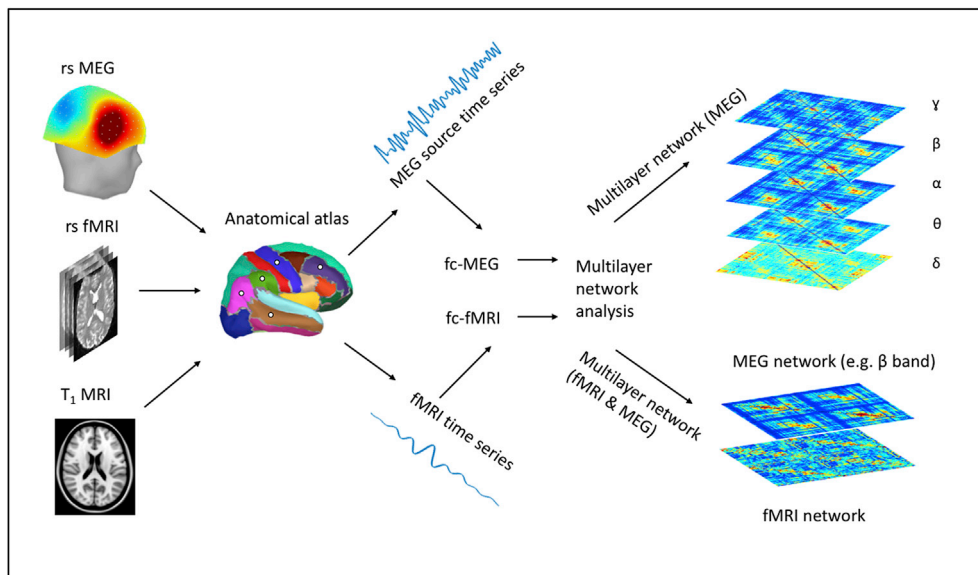 rs MEG
rs fMRI
T₁ MRI
Anatomical atlas
MEG source time series
fMRI time series
fc-MEG
fc-fMRI
Multilayer
network
analysis
Multilayer network (MEG)
Multilayer network
(fMRI & MEG)
ɣ
β
α
θ
δ
MEG network (e.g. β band)
fMRI network